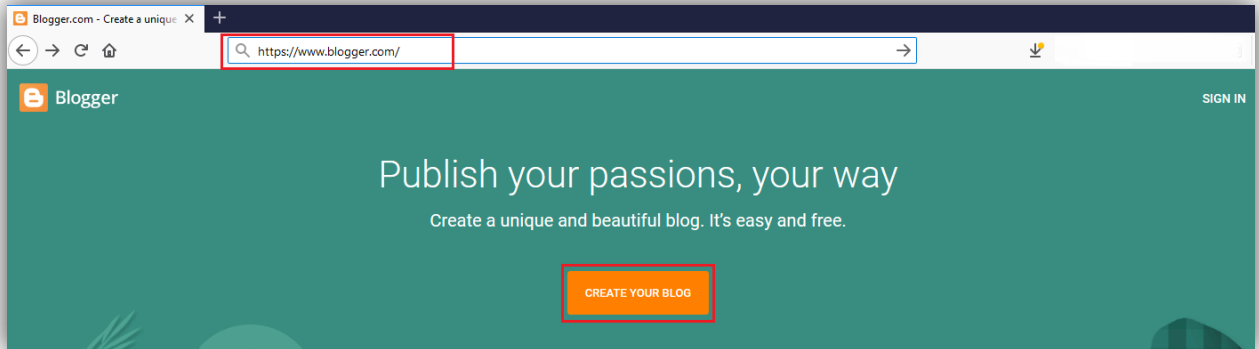 Blogger.com - Create a unique
https://www.blogger.com/
Blogger
SIGN IN
Publish your passions, your way
Create a unique and beautiful blog. It’s easy and free.
CREATE YOUR BLOG